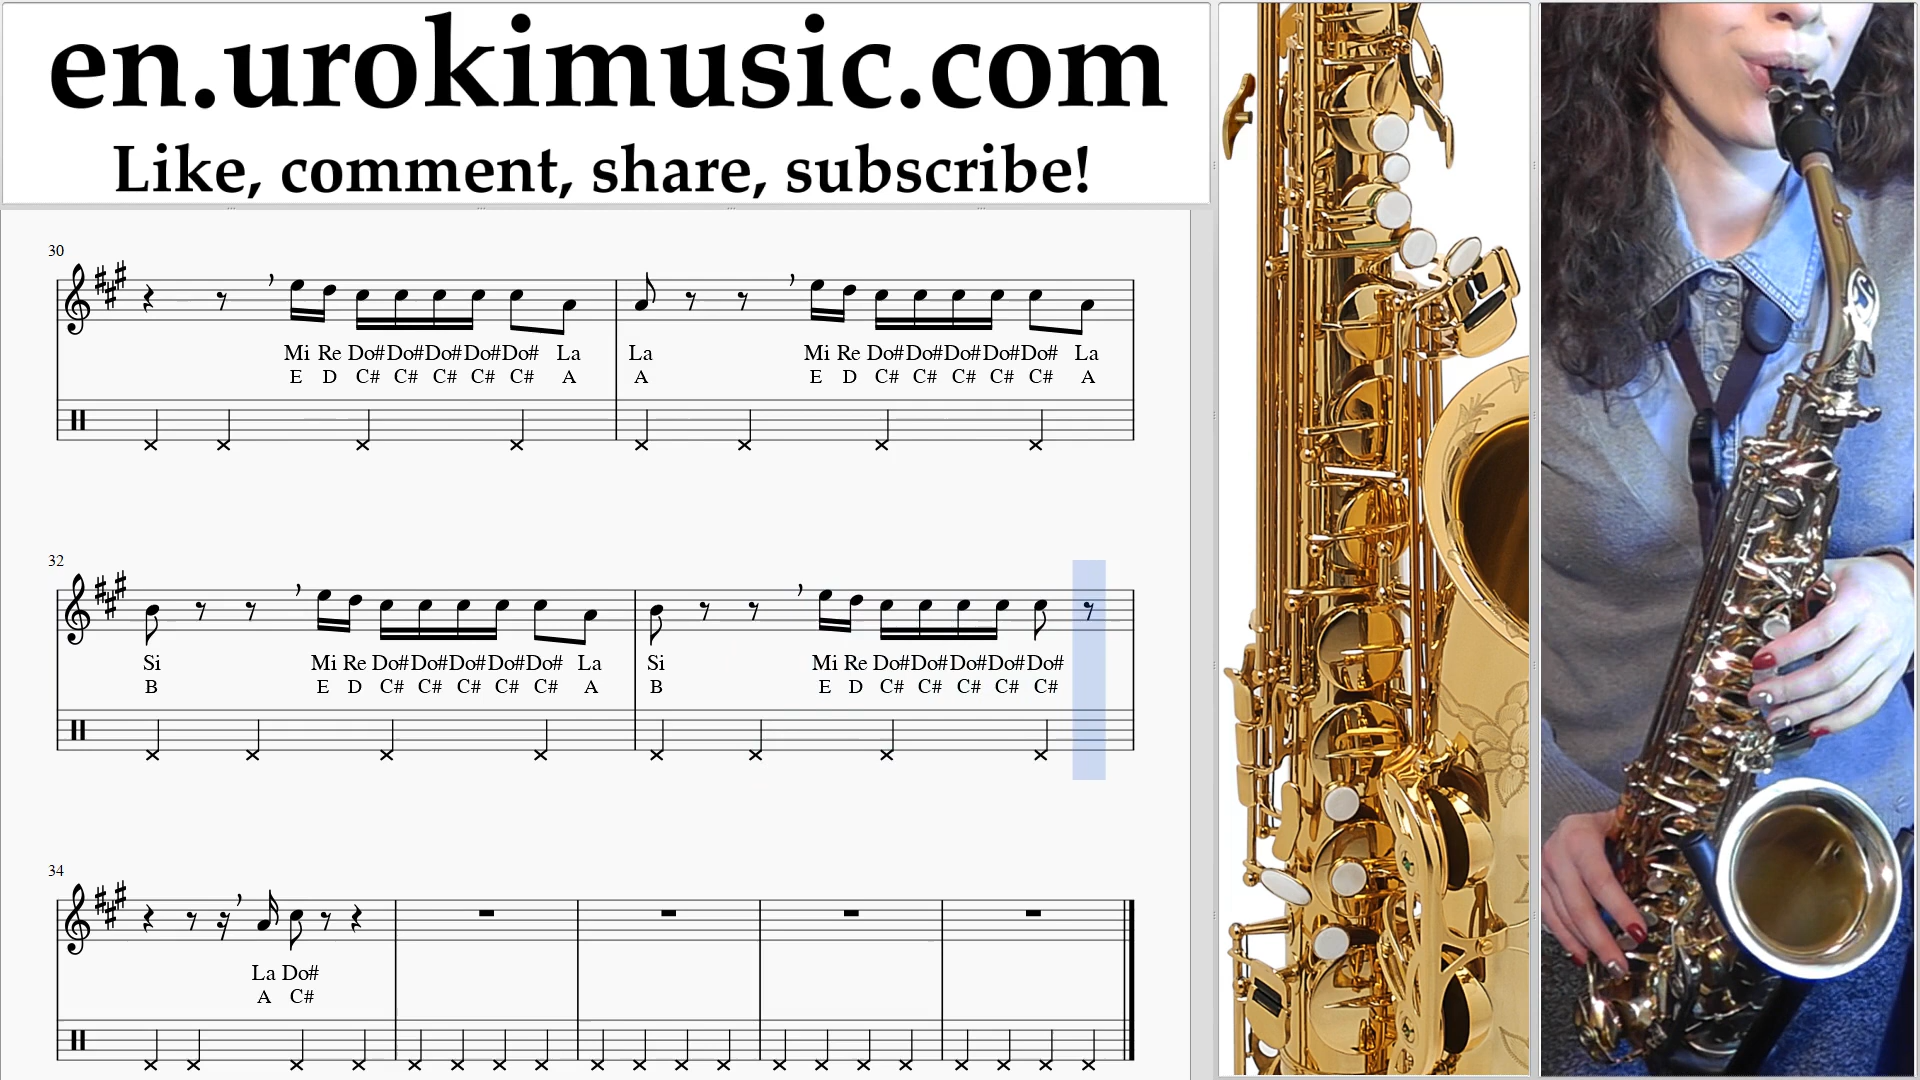 en.urokimusic.com
Like, comment, share, subscribe!
30
Mi Re Do# Do# Do# Do# Do# La La Mi Re Do# Do# Do# Do# Do# La
E D C# C# C# C# C# A A E D C# C# C# C# C# A
32
Si Mi Re Do# Do# Do# Do# Do# La Si Mi Re Do# Do# Do# Do# Do#
B E D C# C# C# C# C# A B E D C# C# C# C# C#
34
La Do#
A C#